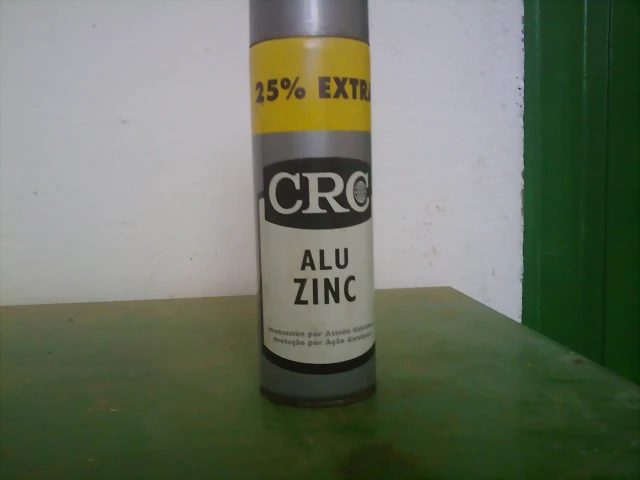 25% EXTRA
CRC
ALU
ZINC
Protección por Acción
Proteção por Ação